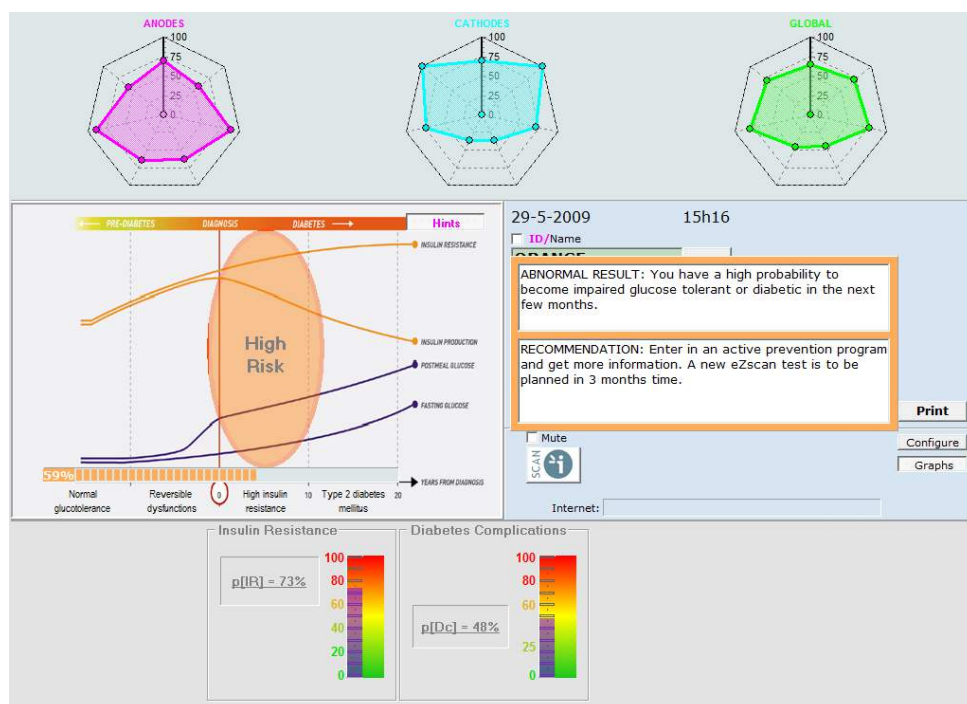 ANODES
100
75
50
25
0
CATHODES
100
75
50
25
0
GLOBAL
100
75
50
25
0
PRE-DIABETES DIAGNOSIS DIABETES
Hints
INSULIN RESISTANCE
INSULIN PRODUCTION
POSTMEAL GLUCOSE
FASTING GLUCOSE
High
Risk
59%
YEARS FROM DIAGNOSIS
Normal Reversible 0 High insulin 10 Type 2 diabetes 20
glucotolerance dysfunctions resistance mellitus
29-5-2009 15h16
ID/Name
ORANGE
ABNORMAL RESULT: You have a high probability to
become impaired glucose tolerant or diabetic in the next
few months.
RECOMMENDATION: Enter in an active prevention program
and get more information. A new eZscan test is to be
planned in 3 months time.
Print
Mute
Configure
SCAN
Graphs
Internet:
Insulin Resistance
p[IR] = 73%
100
80
60
40
20
0
Diabetes Complications
p[Dc] = 48%
100
80
60
25
0